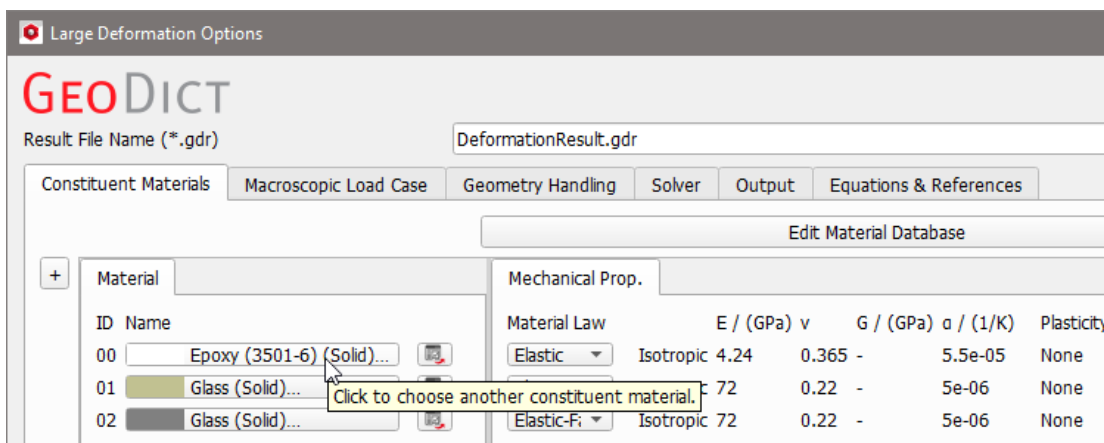 Large Deformation Options
GEODICT
Result File Name (*.gdr) DeformationResult.gdr
Constituent Materials Macroscopic Load Case Geometry Handling Solver Output Equations & References
Edit Material Database
+ Material Mechanical Prop.
ID Name Material Law E / (GPa) ν G / (GPa) α / (1/K) Plasticity
00 Epoxy (3501-6) (Solid)... Elastic Isotropic 4.24 0.365 - 5.5e-05 None
01 Glass (Solid)... 72 0.22 - 5e-06 None
Click to choose another constituent material.
02 Glass (Solid)... Elastic-Fa Isotropic 72 0.22 - 5e-06 None